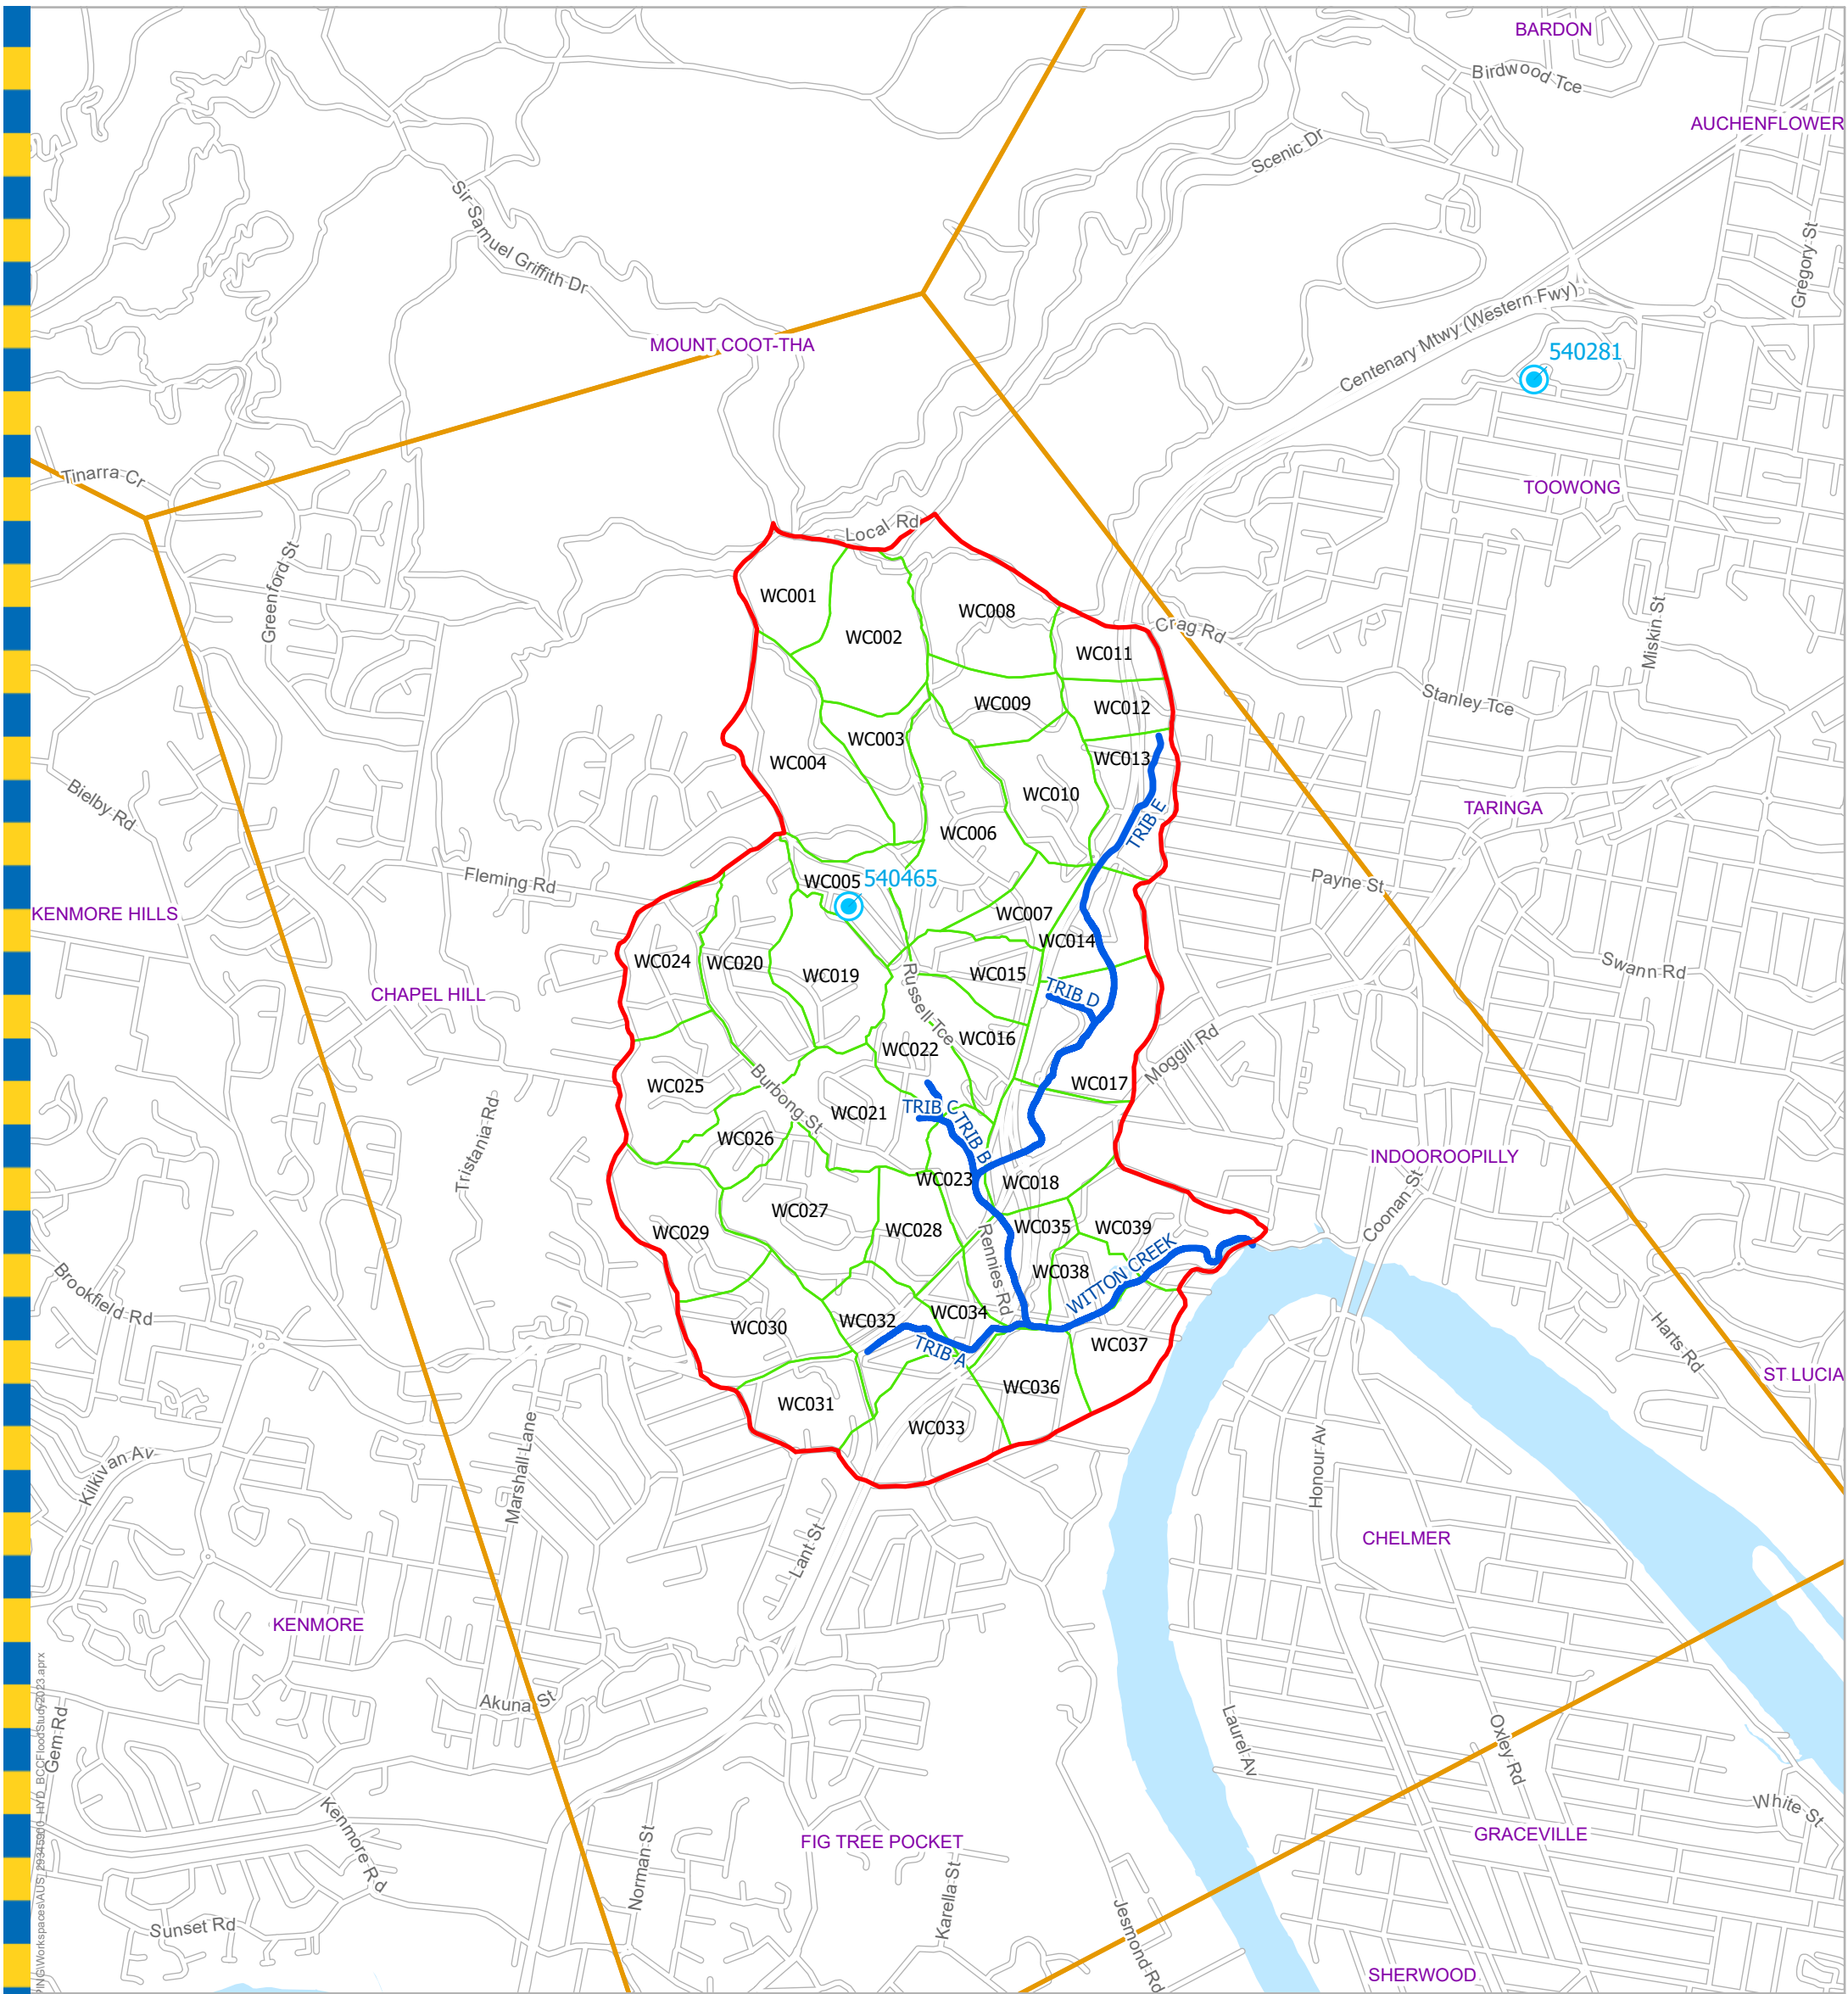 BARDON
Birdwood Tce
AUCHENFLOWER
Scenic Dr
Sir Samuel Griffith Dr
Gregory St
Centenary Mtwy (Western Fwy)
MOUNT COOT-THA
540281
Tinarra Cr
TOOWONG
Local Rd
Greenford St
WC001
WC008
WC002
Crag Rd
Miskin St
WC011
Stanley Tce
WC009
WC012
WC003
WC004
WC013
Bielby Rd
WC010
TRIB E
TARINGA
WC006
Fleming Rd
WC005
540465
Payne St
KENMORE HILLS
WC007
WC014
WC024
WC020
WC019
WC015
Swann Rd
CHAPEL HILL
Russell Tce
TRIB D
WC016
WC022
Moggill Rd
WC025
Burbong St
WC017
TRIB C
WC021
TRIB B
WC026
Tristania Rd
INDOOROOPILLY
WC023
WC018
Coonan St
WC027
WC028
WC035
WC039
WC029
Rennies Rd
WC038
WITTON CREEK
Brookfield Rd
WC034
WC032
WC030
Harts Rd
TRIB A
WC037
WC036
ST LUCIA
WC031
WC033
Marshall Lane
Honour Av
Kilkivan Av
CHELMER
Lant St
KENMORE
Akuna St
Gem Rd
Laurel Av
Oxley Rd
White St
Kenmore Rd
Norman St
FIG TREE POCKET
GRACEVILLE
Karella St
Sunset Rd
Jesmond Rd
SHERWOOD